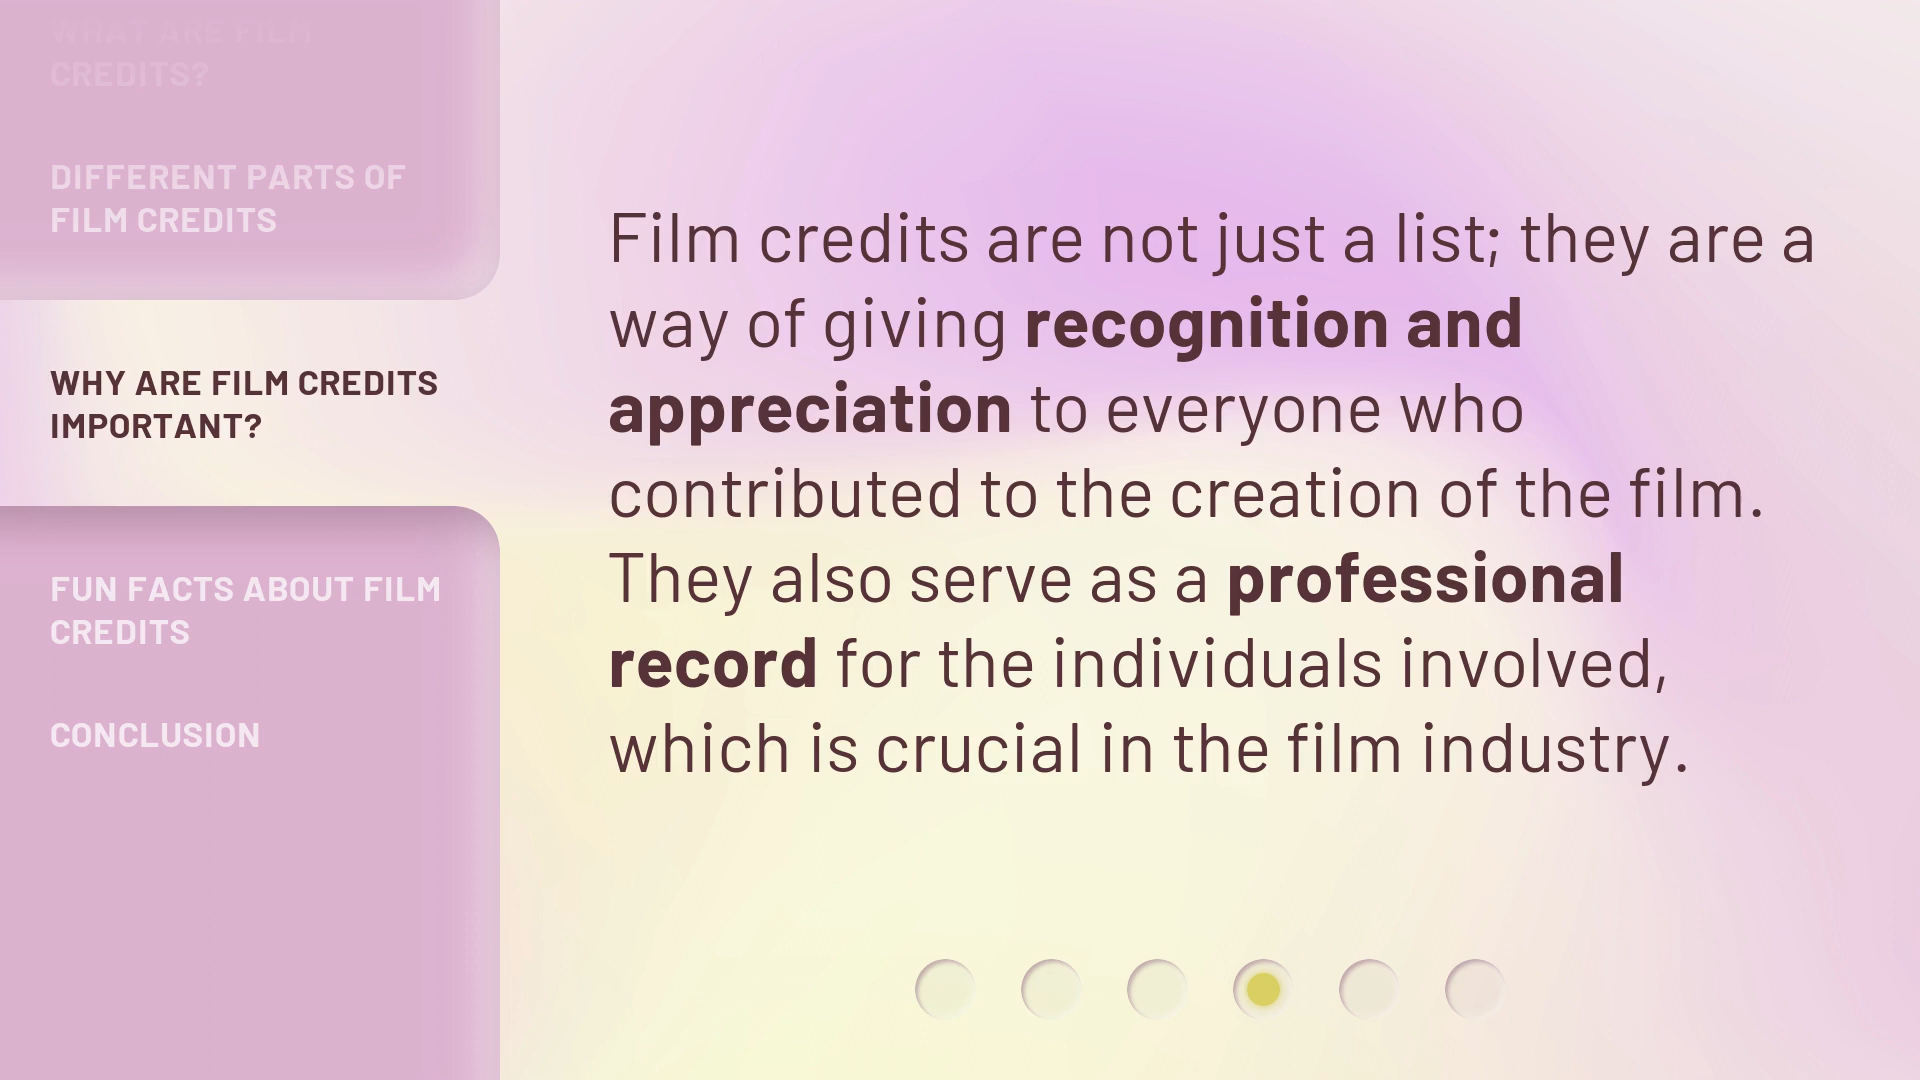 WHAT ARE FILM
CREDITS?
DIFFERENT PARTS OF
FILM CREDITS
WHY ARE FILM CREDITS
IMPORTANT?
FUN FACTS ABOUT FILM
CREDITS
CONCLUSION
Film credits are not just a list; they are a
way of giving recognition and
appreciation to everyone who
contributed to the creation of the film.
They also serve as a professional
record for the individuals involved,
which is crucial in the film industry.